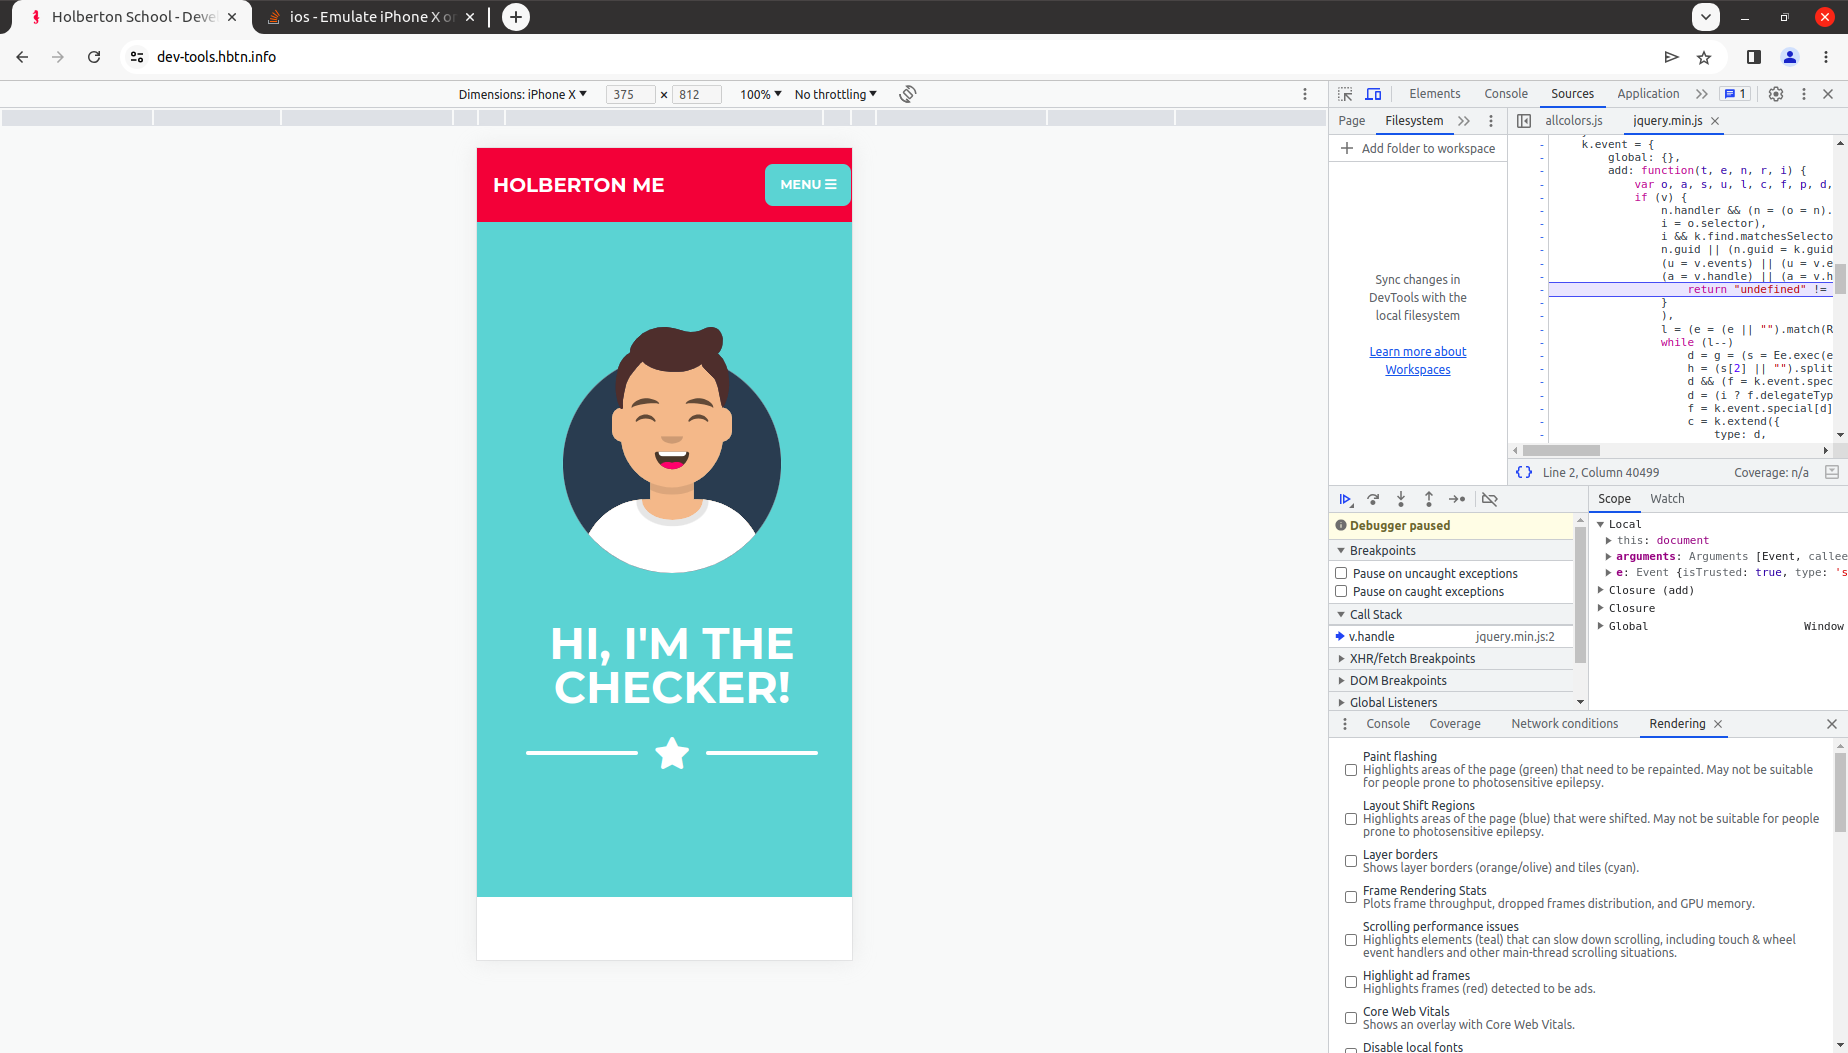 Holberton School - Deve
ios - Emulate iPhone X o
dev-tools.hbtn.info
Dimensions: iPhone X
375 × 812
100%
No throttling
Elements
Console
Sources
Application
1
Page
Filesystem
allcolors.js
jquery.min.js
Add folder to workspace
Sync changes in
DevTools with the
local filesystem
Learn more about
Workspaces
k.event = {
global: {},
add: function(t, e, n, r, i) {
var o, a, s, u, l, c, f, p, d,
if (v) {
n.handler && (n = (o = n).
i = o.selector),
i && k.find.matchesSelecto
n.guid || (n.guid = k.guid
(u = v.events) || (u = v.e
(a = v.handle) || (a = v.h
return "undefined" !=
}
),
l = (e = (e || "").match(R
while (l--)
d = g = (s = Ee.exec(e
h = (s[2] || "").split
d && (f = k.event.spec
d = (i ? f.delegateTyp
f = k.event.special[d]
c = k.extend({
type: d,
{} Line 2, Column 40499
Coverage: n/a
HOLBERTON ME
MENU
HI, I'M THE
CHECKER!
Debugger paused
Breakpoints
Pause on uncaught exceptions
Pause on caught exceptions
Call Stack
v.handle jquery.min.js:2
XHR/fetch Breakpoints
DOM Breakpoints
Global Listeners
Scope
Watch
Local
this: document
arguments: Arguments [Event, callee
e: Event {isTrusted: true, type: 's
Closure (add)
Closure
Global Window
Console
Coverage
Network conditions
Rendering
Paint flashing
Highlights areas of the page (green) that need to be repainted. May not be suitable
for people prone to photosensitive epilepsy.
Layout Shift Regions
Highlights areas of the page (blue) that were shifted. May not be suitable for people
prone to photosensitive epilepsy.
Layer borders
Shows layer borders (orange/olive) and tiles (cyan).
Frame Rendering Stats
Plots frame throughput, dropped frames distribution, and GPU memory.
Scrolling performance issues
Highlights elements (teal) that can slow down scrolling, including touch & wheel
event handlers and other main-thread scrolling situations.
Highlight ad frames
Highlights frames (red) detected to be ads.
Core Web Vitals
Shows an overlay with Core Web Vitals.
Disable local fonts